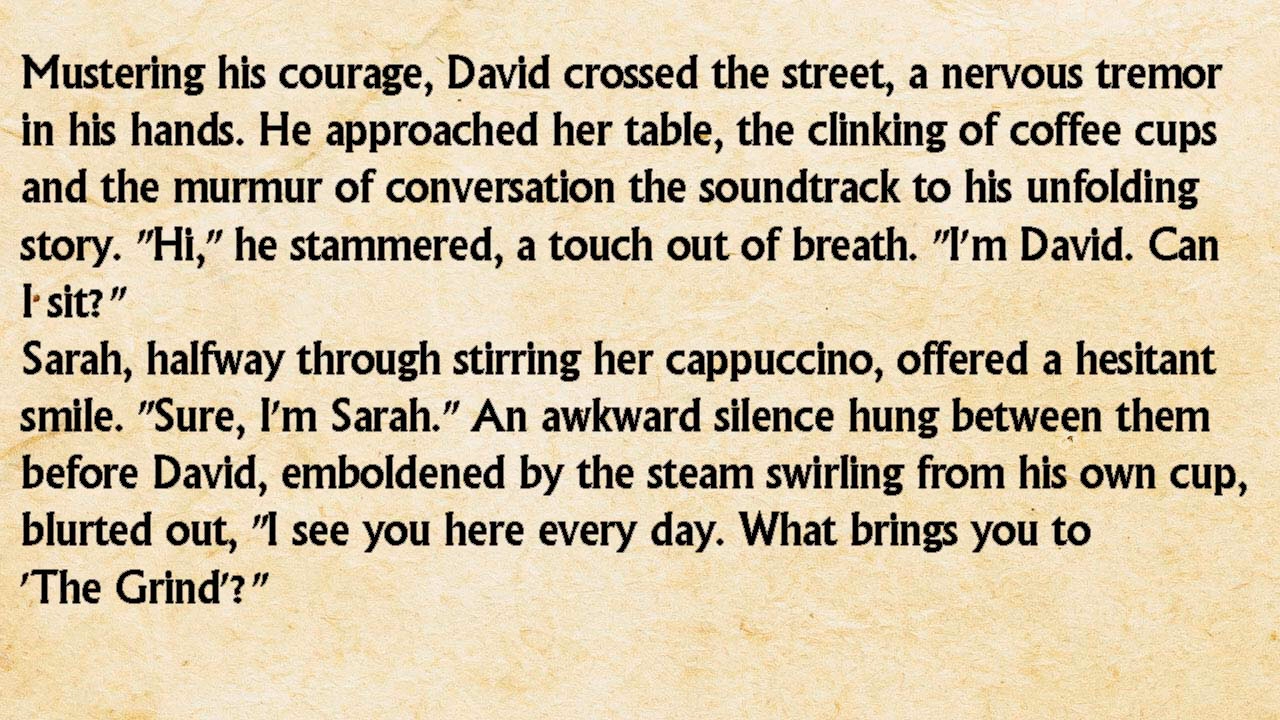 Mustering his courage, David crossed the street, a nervous tremor
in his hands. He approached her table, the clinking of coffee cups
and the murmur of conversation the soundtrack to his unfolding
story. "Hi," he stammered, a touch out of breath. "I'm David. Can
I sit?"
Sarah, halfway through stirring her cappuccino, offered a hesitant
smile. "Sure, I'm Sarah." An awkward silence hung between them
before David, emboldened by the steam swirling from his own cup,
blurted out, "I see you here every day. What brings you to
'The Grind'?"